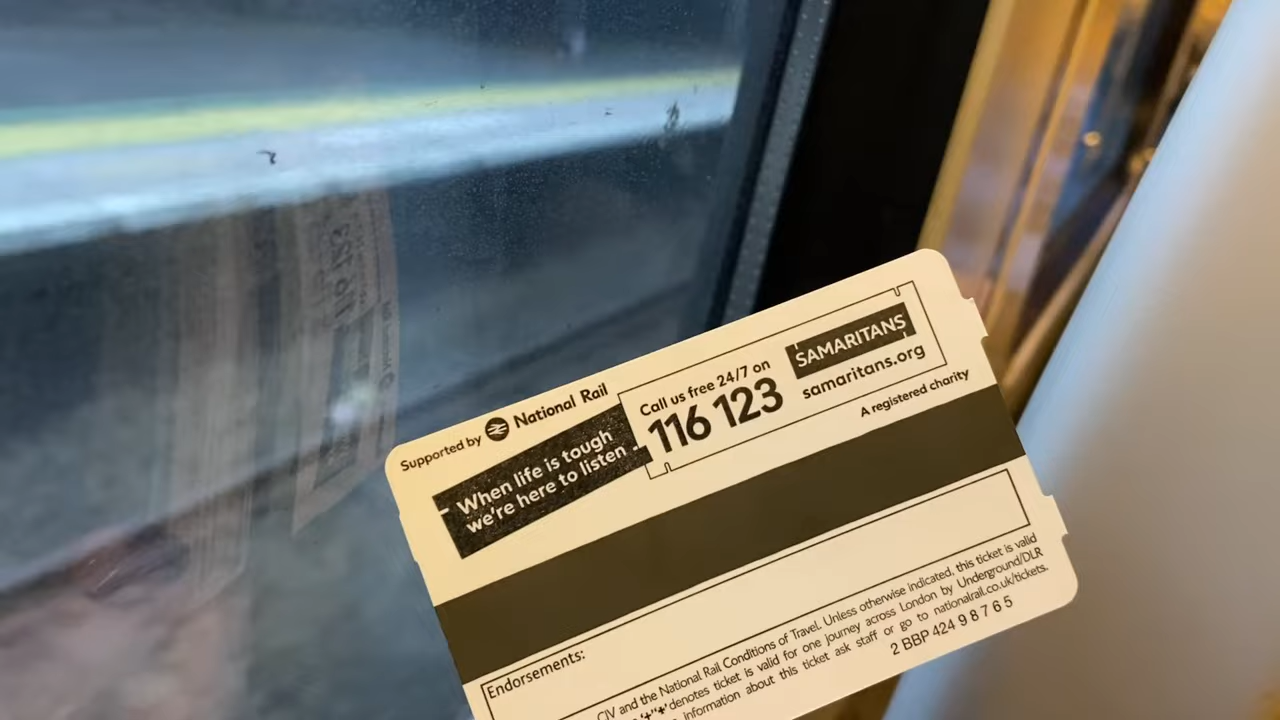 Supported by National Rail
When life is tough
we're here to listen
Call us free 24/7 on
116 123
SAMARITANS
samaritans.org
A registered charity
Endorsements:
CIV and the National Rail Conditions of Travel. Unless otherwise indicated, this ticket is valid
'+' denotes ticket is valid for one journey across London by Underground/DLR
Information about this ticket ask staff or go to nationalrail.co.uk/tickets.
2 BBP 424 9 8 7 6 5
116 123